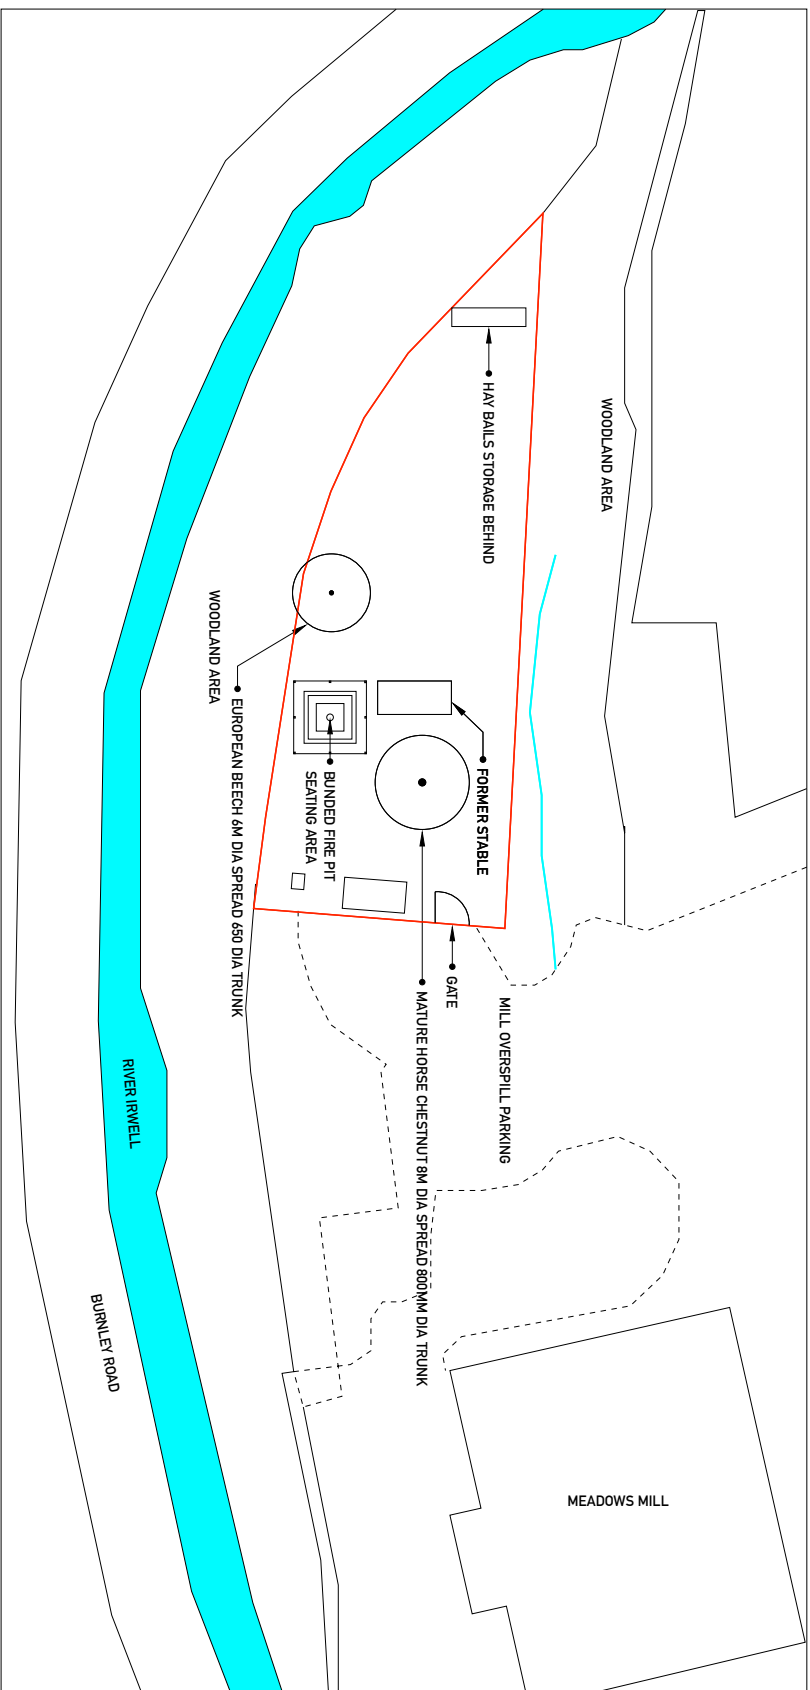 WOODLAND AREA
HAY BAILS STORAGE BEHIND
FORMER STABLE
BUNDED FIRE PIT
SEATING AREA
WOODLAND AREA
EUROPEAN BEECH 6M DIA SPREAD 650 DIA TRUNK
GATE
MATURE HORSE CHESTNUT 8M DIA SPREAD 800MM DIA TRUNK
MILL OVERSPILL PARKING
RIVER IRWELL
BURNLEY ROAD
MEADOWS MILL